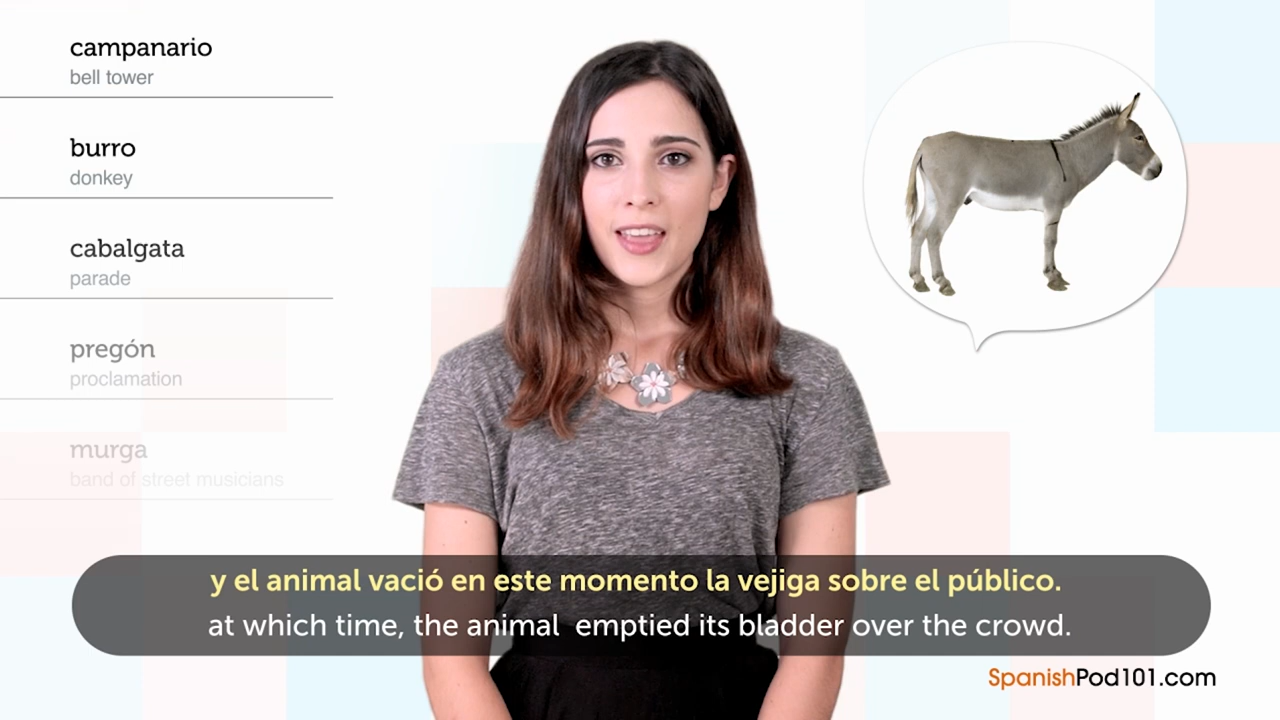 campanario
bell tower
burro
donkey
cabalgata
parade
pregón
proclamation
murga
band of street musicians
y el animal vació en este momento la vejiga sobre el público.
at which time, the animal emptied its bladder over the crowd.
SpanishPod101.com